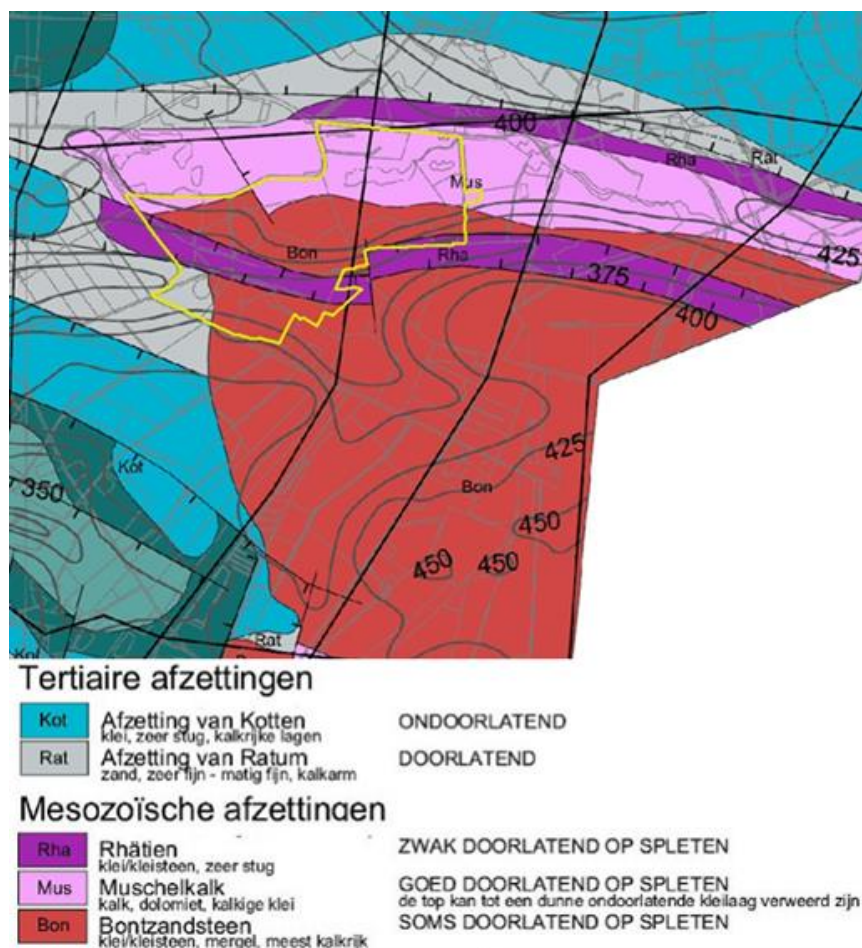 400
Rha
Rat
Mus
425
Bon
Rha
375
400
Kot
425
350
Bon
450
450
450
Rat
Kot
Tertiaire afzettingen
Kot Afzetting van Kotten ONDOORLATEND
klei, zeer stug, kalkrijke lagen
Rat Afzetting van Ratum DOORLATEND
zand, zeer fijn - matig fijn, kalkarm
Mesozoïsche afzettingen
Rha Rhätien ZWAK DOORLATEND OP SPLETEN
klei/kleisteen, zeer stug
Mus Muschelkalk GOED DOORLATEND OP SPLETEN
kalk, dolomiet, kalkige klei de top kan tot een dunne ondoorlatende kleilaag verweerd zijn
Bon Bontzandsteen SOMS DOORLATEND OP SPLETEN
klei/kleisteen, mergel, meest kalkrijk